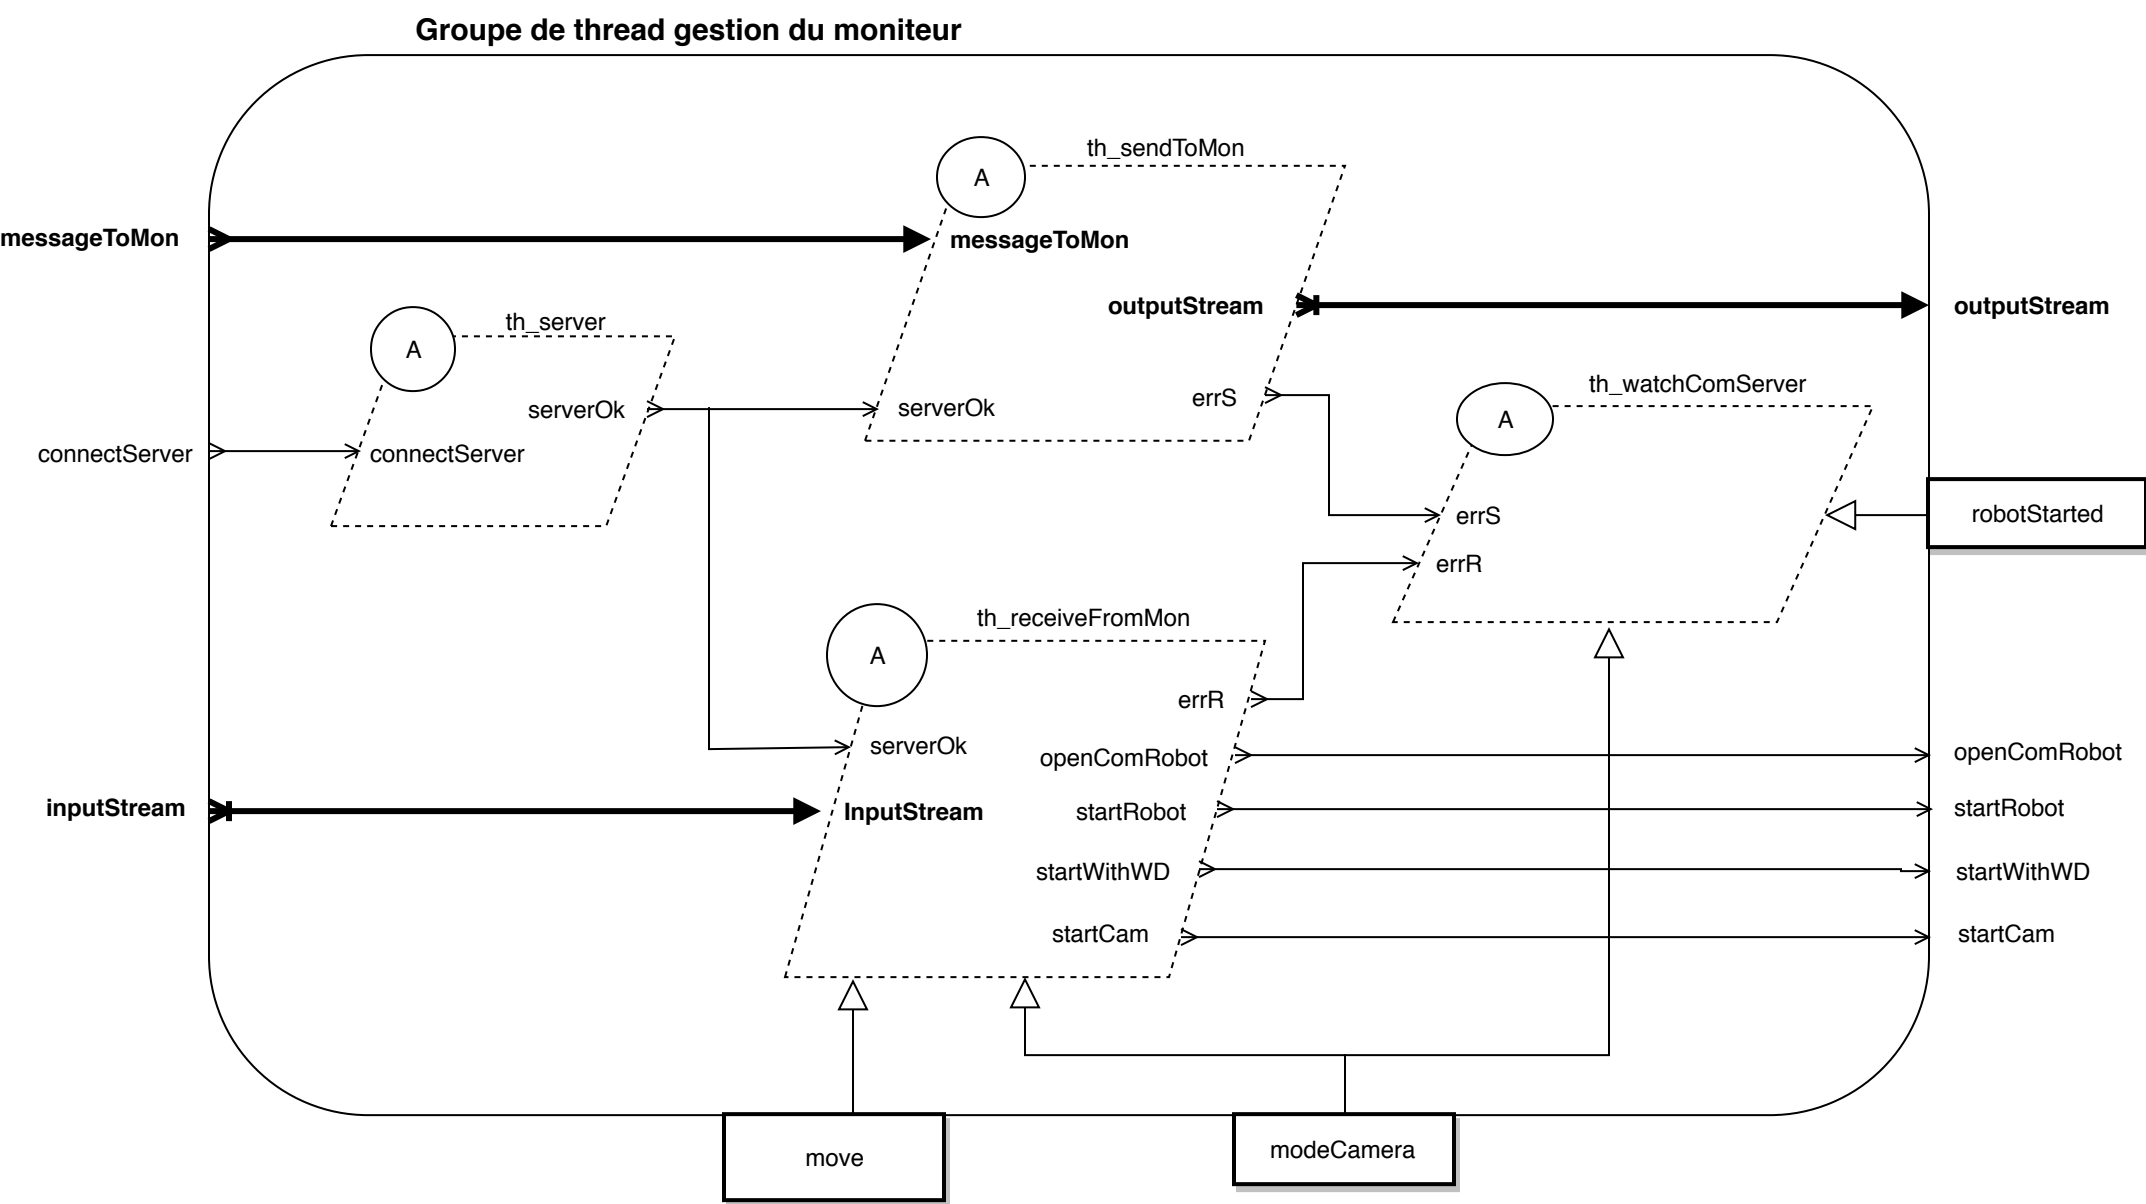 Groupe de thread gestion du moniteur
th_sendToMon
A
messageToMon
messageToMon
outputStream
outputStream
th_server
A
serverOk
serverOk
errS
connectServer
connectServer
th_watchComServer
A
errS
errR
robotStarted
th_receiveFromMon
A
errR
serverOk
openComRobot
openComRobot
inputStream
InputStream
startRobot
startRobot
startWithWD
startWithWD
startCam
startCam
move
modeCamera